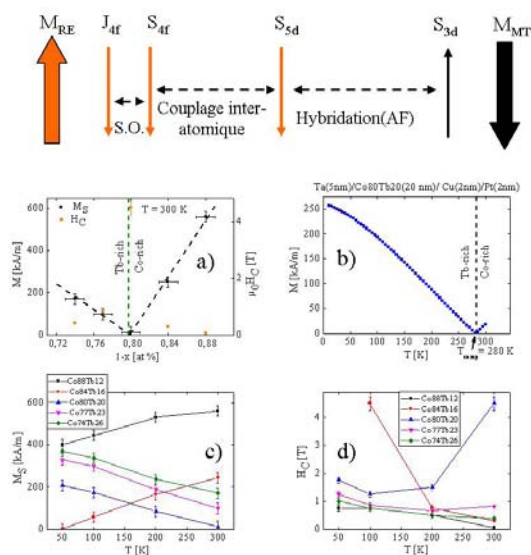 M_RE J_4f S_4f S_5d S_3d M_MT
S.O.
Couplage inter-
atomique
Hybridation(AF)
600
400
200
0
M [kA/m]
M_S
H_C
T = 300 K
Tb-rich
Co-rich
a)
4
2
0
μ0HC [T]
0,72 0,76 0,80 0,84 0,88
1-x [at %]
Ta(5nm)/Co80Tb20(20 nm)/ Cu(2nm)/Pt(2nm)
250
200
150
100
50
0
M [kA/m]
b)
Tb-rich
Co-rich
0 50 100 150 200 250 300
T [K]
T_comp = 280 K
Co88Tb12
Co84Tb16
Co80Tb20
Co77Tb23
Co74Tb26
600
400
200
0
M_S [kA/m]
c)
50 100 150 200 250 300
T [K]
Co88Tb12
Co84Tb16
Co80Tb20
Co77Tb23
Co74Tb26
4
3
2
1
0
H_C [T]
d)
50 100 150 200 250 300
T [K]